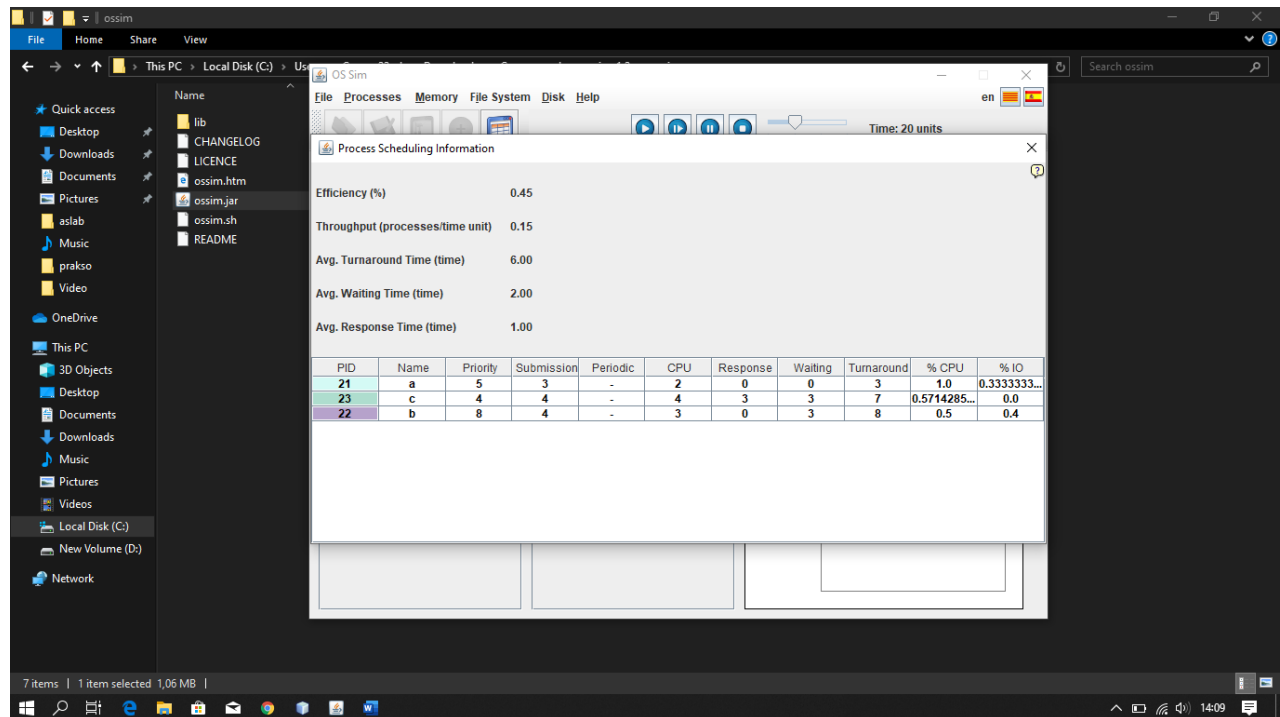 ossim
File Home Share View
This PC > Local Disk (C:) >
Search ossim
Quick access
Desktop
Downloads
Documents
Pictures
aslab
Music
prakso
Video
OneDrive
This PC
3D Objects
Desktop
Documents
Downloads
Music
Pictures
Videos
Local Disk (C:)
New Volume (D:)
Network
Name
lib
CHANGELOG
LICENCE
ossim.htm
ossim.jar
ossim.sh
README
OS Sim
File Processes Memory File System Disk Help en
Time: 20 units
Process Scheduling Information
Efficiency (%) 0.45
Throughput (processes/time unit) 0.15
Avg. Turnaround Time (time) 6.00
Avg. Waiting Time (time) 2.00
Avg. Response Time (time) 1.00
PID Name Priority Submission Periodic CPU Response Waiting Turnaround % CPU % IO
21 a 5 3 - 2 0 0 3 1.0 0.3333333...
23 c 4 4 - 4 3 3 7 0.5714285... 0.0
22 b 8 4 - 3 0 3 8 0.5 0.4
7 items | 1 item selected 1,06 MB |
14:09